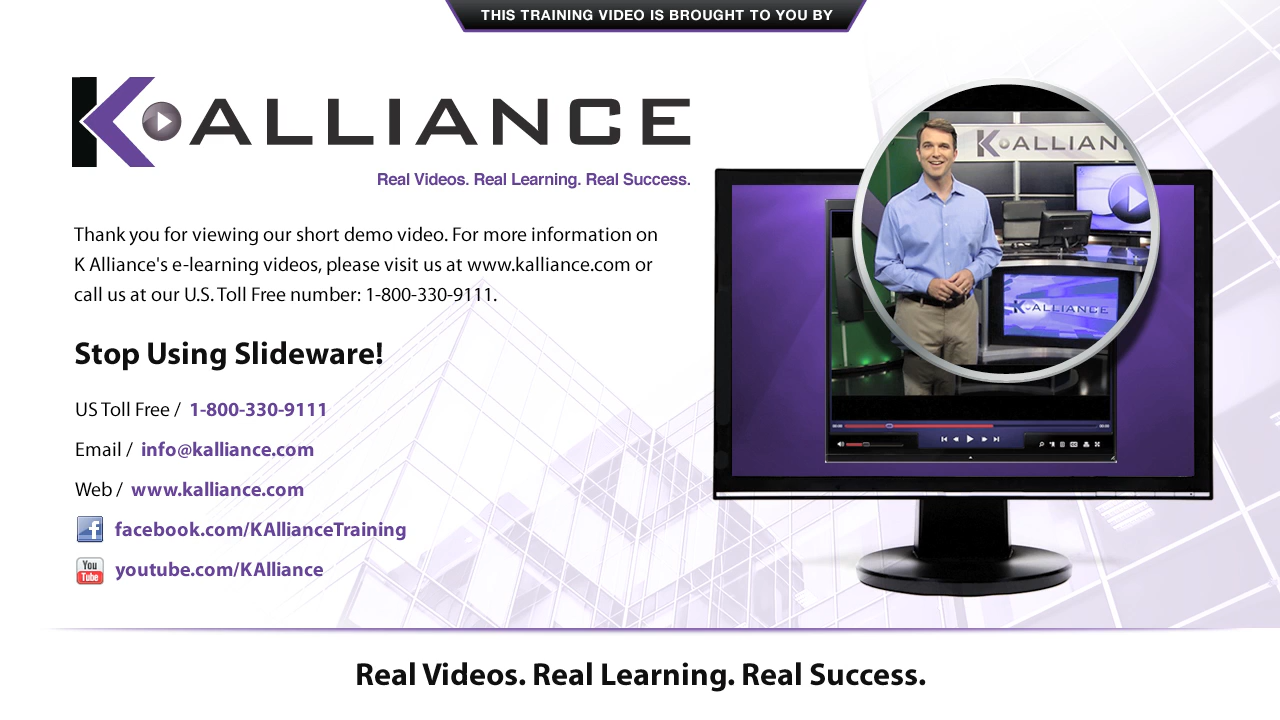 THIS TRAINING VIDEO IS BROUGHT TO YOU BY
K ALLIANCE
Real Videos. Real Learning. Real Success.
Thank you for viewing our short demo video. For more information on
K Alliance's e-learning videos, please visit us at www.kalliance.com or
call us at our U.S. Toll Free number: 1-800-330-9111.
Stop Using Slideware!
US Toll Free / 1-800-330-9111
Email / info@kalliance.com
Web / www.kalliance.com
facebook.com/KAllianceTraining
You Tube youtube.com/KAlliance
K ALLIAN
K ALLIANCE
Real Videos. Real Learning. Real Success.